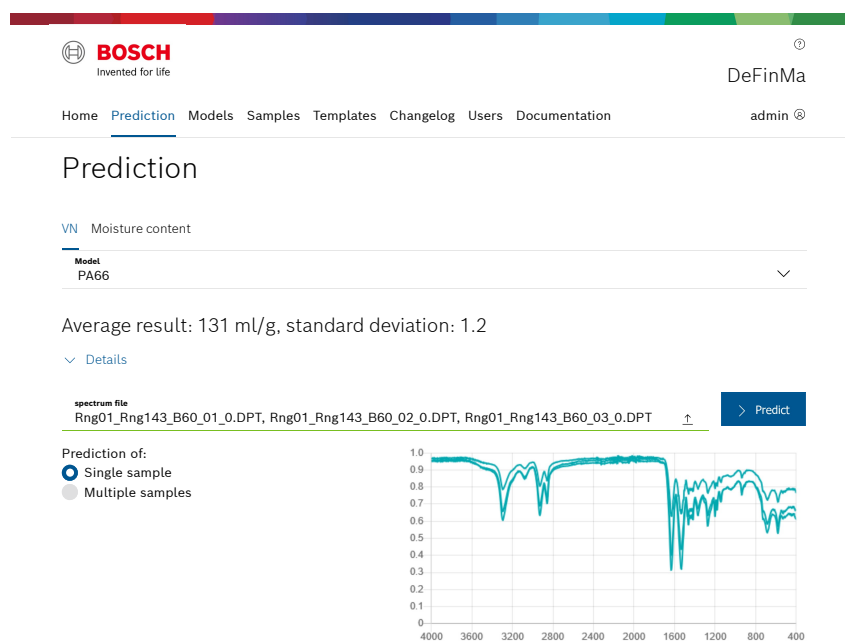 BOSCH
Invented for life
DeFinMa
Home Prediction Models Samples Templates Changelog Users Documentation admin
Prediction
VN Moisture content
Model
PA66
Average result: 131 ml/g, standard deviation: 1.2
Details
spectrum file
Rng01_Rng143_B60_01_0.DPT, Rng01_Rng143_B60_02_0.DPT, Rng01_Rng143_B60_03_0.DPT
Predict
Prediction of:
Single sample
Multiple samples
1.0
0.9
0.8
0.7
0.6
0.5
0.4
0.3
0.2
0.1
0
4000 3600 3200 2800 2400 2000 1600 1200 800 400